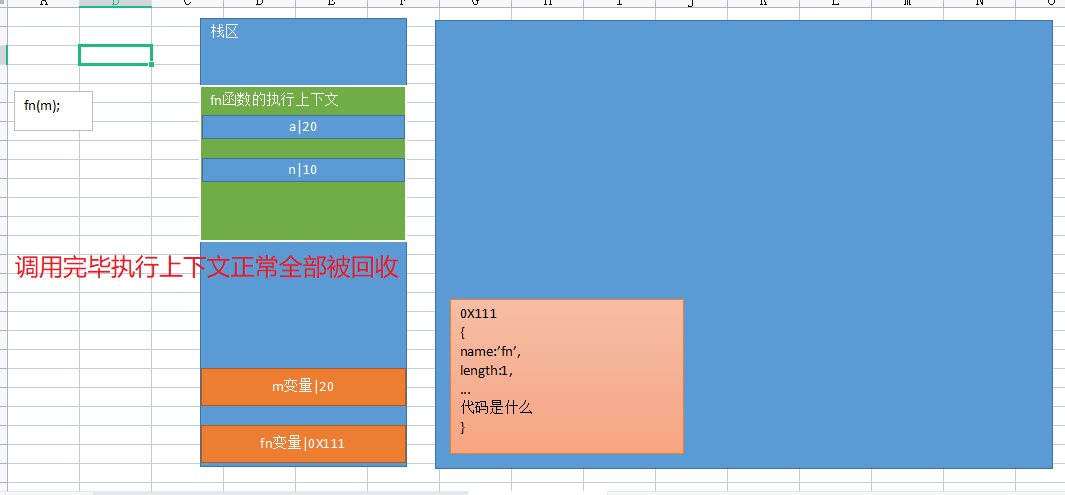 栈区
fn(m);
fn函数的执行上下文
a|20
n|10
调用完毕执行上下文正常全部被回收
m变量|20
fn变量|0X111
0X111
{
name:’fn’,
length:1,
...
代码是什么
}